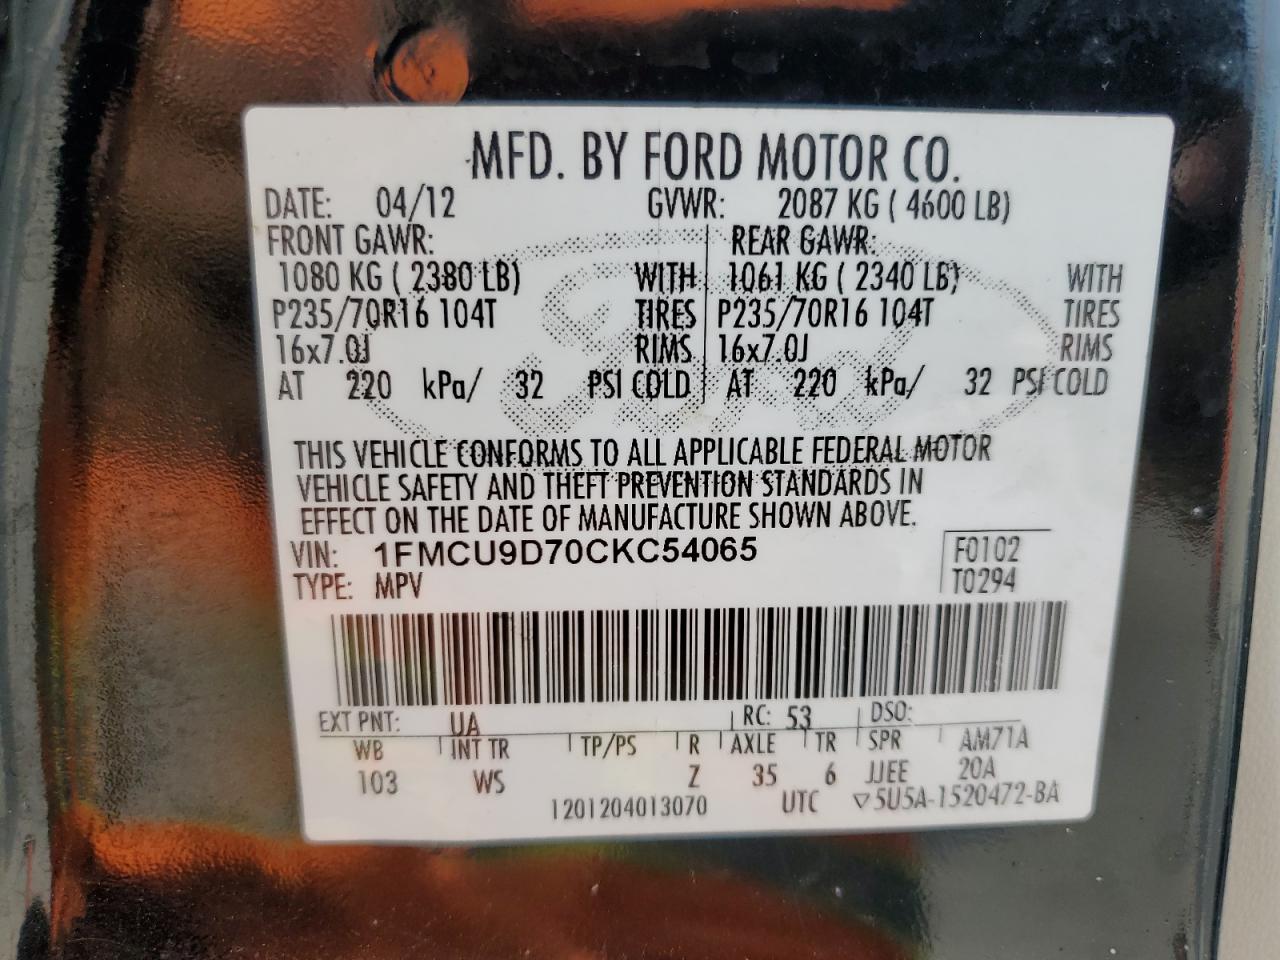 MFD. BY FORD MOTOR CO.
DATE: 04/12 GVWR: 2087 KG ( 4600 LB)
FRONT GAWR: REAR GAWR:
1080 KG ( 2380 LB) WITH 1061 KG ( 2340 LB) WITH
P235/70R16 104T TIRES P235/70R16 104T TIRES
16x7.0J RIMS 16x7.0J RIMS
AT 220 kPa/ 32 PSI COLD AT 220 kPa/ 32 PSI COLD
THIS VEHICLE CONFORMS TO ALL APPLICABLE FEDERAL MOTOR
VEHICLE SAFETY AND THEFT PREVENTION STANDARDS IN
EFFECT ON THE DATE OF MANUFACTURE SHOWN ABOVE.
VIN: 1FMCU9D70CKC54065 F0102
TYPE: MPV T0294
EXT PNT: UA RC: 53 DSO:
WB INT TR TP/PS R AXLE TR SPR AM71A
103 WS Z 35 6 JJEE 20A
1201204013070 UTC ▽5U5A-1520472-BA